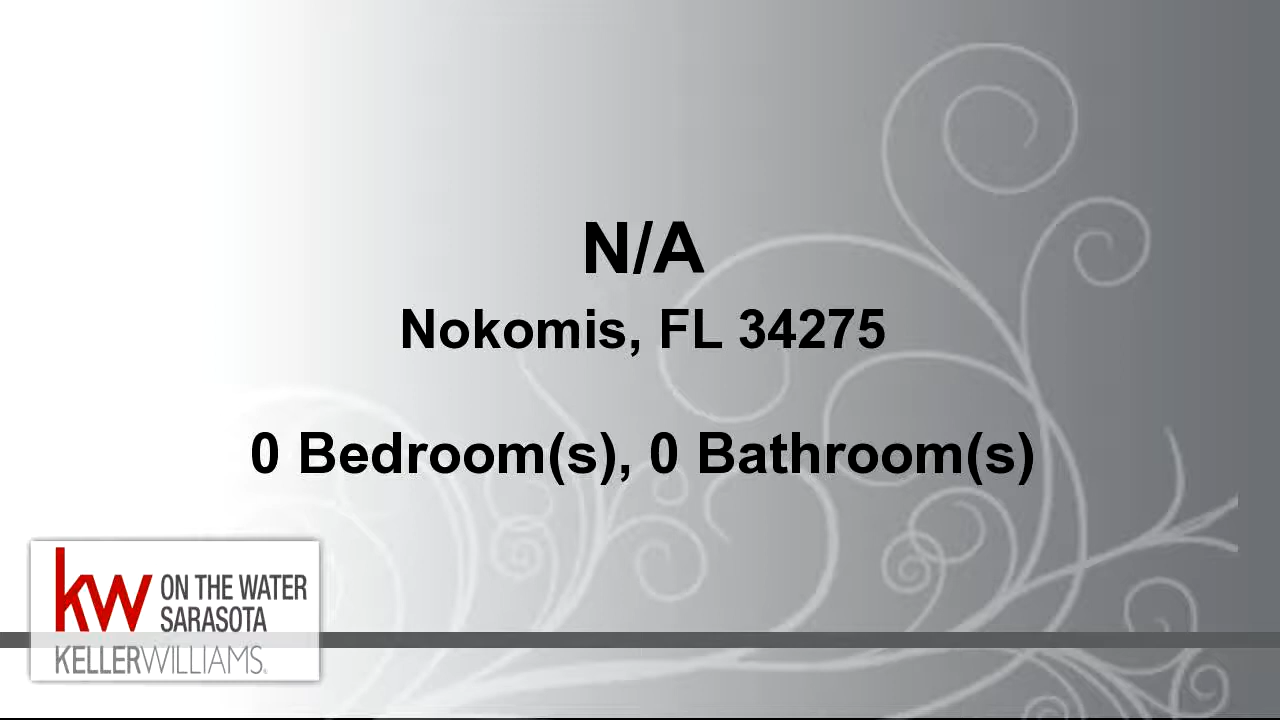 N/A
Nokomis, FL 34275
0 Bedroom(s), 0 Bathroom(s)
kw ON THE WATER
SARASOTA
KELLERWILLIAMS®